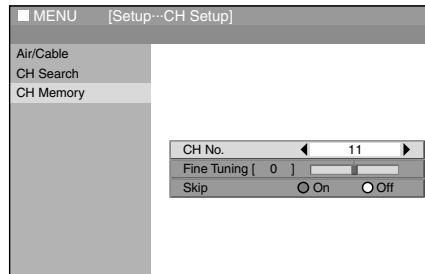 ■ MENU [Setup···CH Setup]
Air/Cable
CH Search
CH Memory
CH No. ◀ 11 ▶
Fine Tuning [ 0 ]
Skip On Off